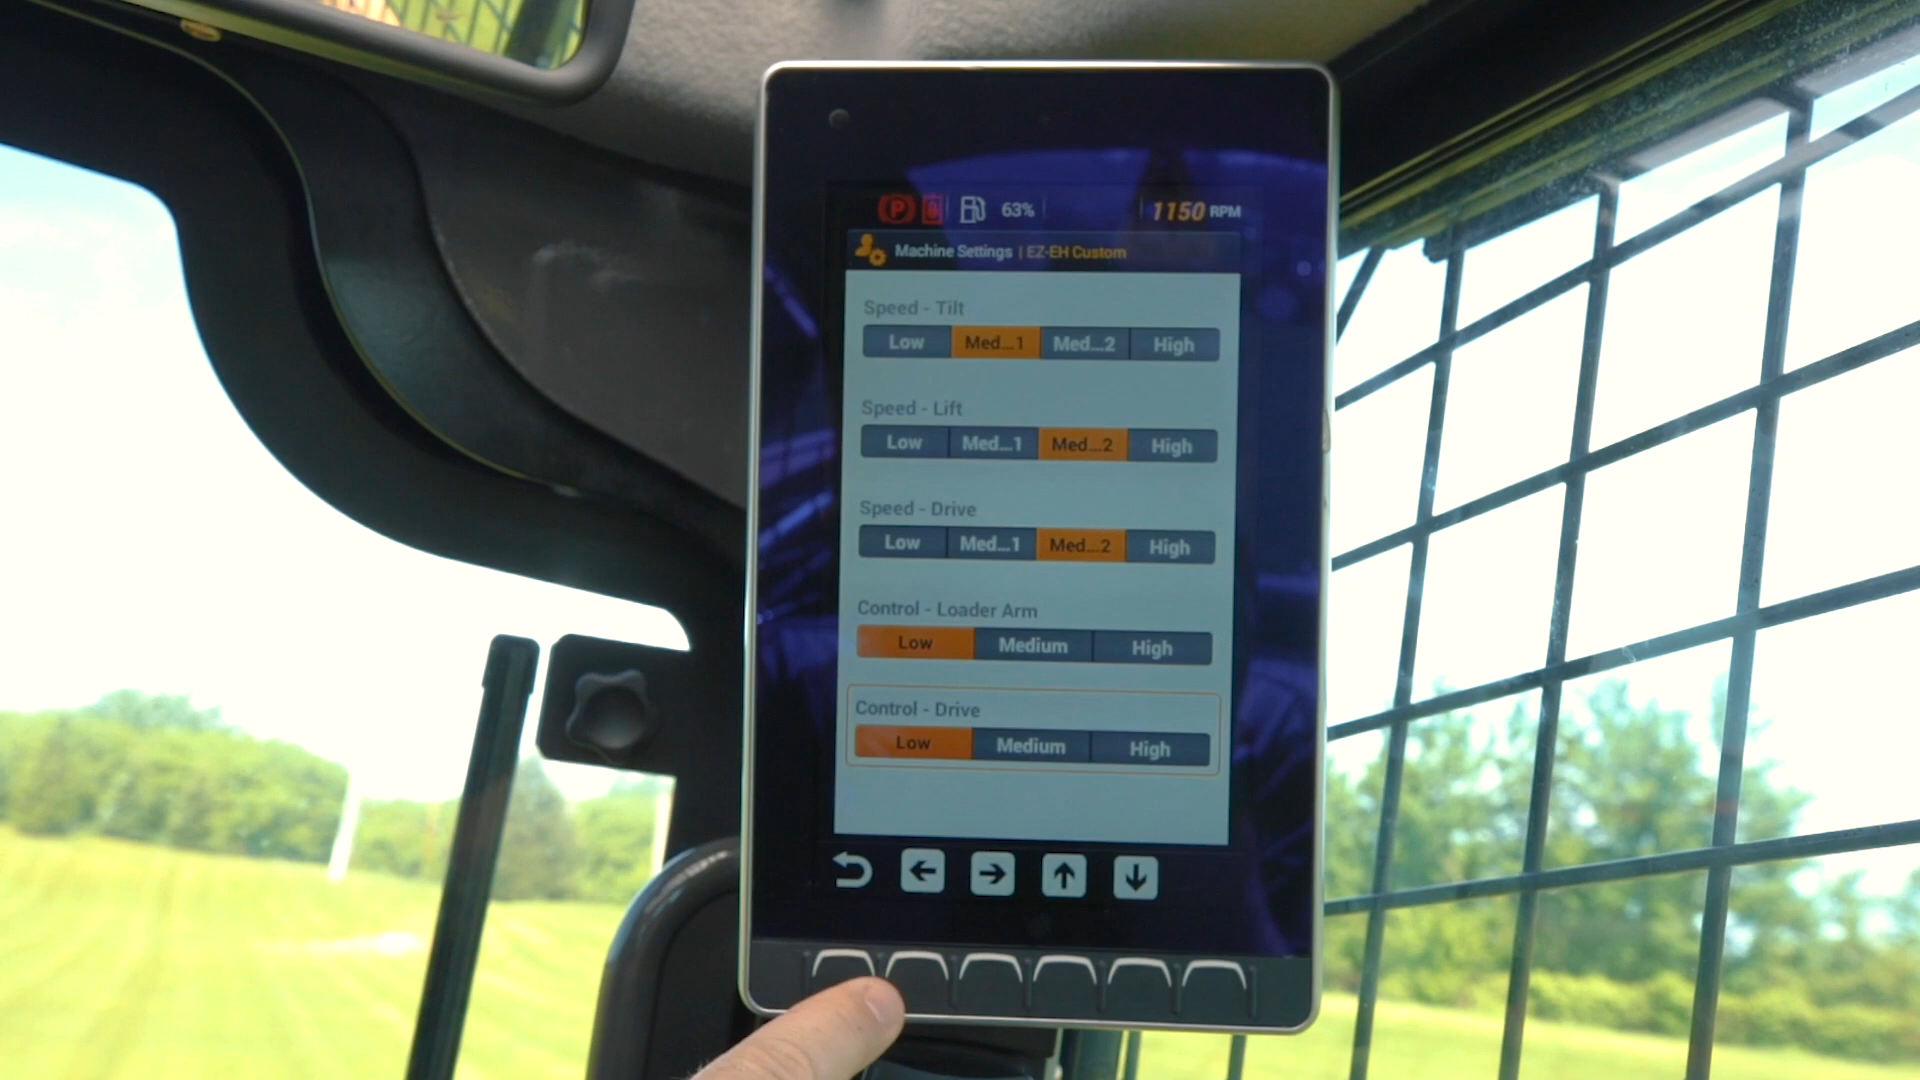 P 63% 1150 RPM
Machine Settings | EZ-EH Custom
Speed - Tilt
Low Med...1 Med...2 High
Speed - Lift
Low Med...1 Med...2 High
Speed - Drive
Low Med...1 Med...2 High
Control - Loader Arm
Low Medium High
Control - Drive
Low Medium High